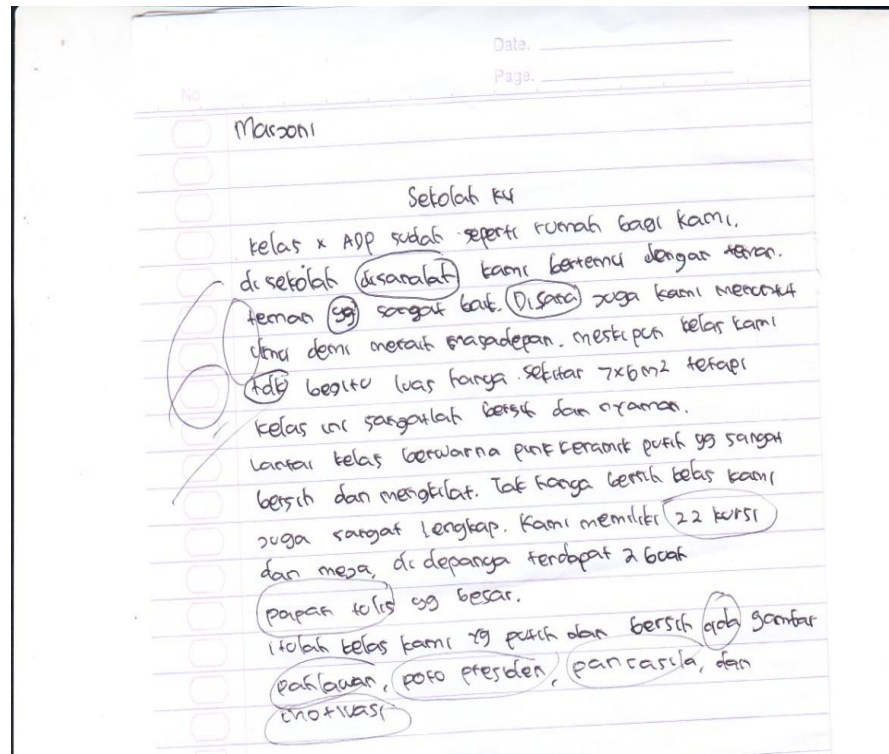 Date.
Page.
No
Marzoni
Sekolah ku
kelas x ADP sudah seperti rumah bagi kami.
di sekolah disanalah kami bertemu dengan teman.
teman yg sangat baik. Disana juga kami menuntut
ilmu demi meraih masadepan. meskipun kelas kami
tdk begitu luas hanya sekitar 7x6 m2 tetapi
kelas ini sangatlah bersih dan nyaman.
Lantai kelas berwarna pink keramik putih yg sangat
bersih dan mengkilat. Tak hanya bersih kelas kami
juga sangat lengkap. Kami memiliki 22 kursi
dan meja, di depanya terdapat 2 buah
papan tulis yg besar.
itulah kelas kami yg putih dan bersih ada gambar
pahlawan, poto presiden, pancasila, dan
motivasi